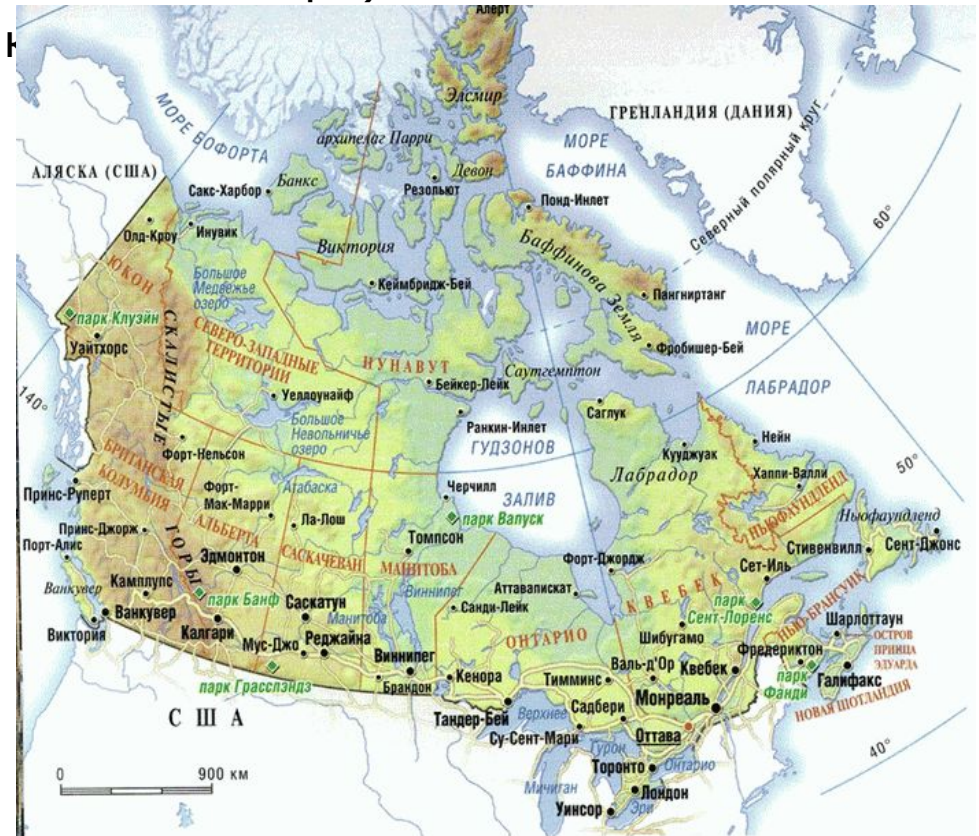 Алерт
Элсмир
ГРЕНЛАНДИЯ (ДАНИЯ)
МОРЕ БОФОРТА
архипелаг Парри
МОРЕ
БАФФИНА
Северный полярный круг
АЛЯСКА (США)
Девон
Сакс-Харбор
Банкс
Резольют
Понд-Инлет
60°
Олд-Кроу
Инувик
Виктория
Баффинова Земля
ЮКОН
Большое
Медвежье
озеро
Кеймбридж-Бей
Пангниртанг
парк Клуэйн
СКАЛИСТЫЕ ГОРЫ
СЕВЕРО-ЗАПАДНЫЕ
ТЕРРИТОРИИ
МОРЕ
ЛАБРАДОР
Уайтхорс
НУНАВУТ
Фробишер-Бей
Саутгемптон
140°
Уеллоунайф
Бейкер-Лейк
Большое
Невольничье
озеро
Ранкин-Инлет
Саглук
ГУДЗОНОВ
ЗАЛИВ
Нейн
Кууджуак
50°
БРИТАНСКАЯ
КОЛУМБИЯ
Форт-Нельсон
Лабрадор
Хаппи-Валли
Принс-Руперт
Форт-
Мак-Марри
Атабаска
Черчилл
НЬЮФАУНДЛЕНД
Ньюфаундленд
Принс-Джорж
АЛЬБЕРТА
Ла-Лош
парк Вапуск
Порт-Алис
Эдмонтон
САСКАЧЕВАН
Томпсон
МАНИТОБА
Форт-Джордж
Стивенвилл
Сент-Джонс
Сет-Иль
Ванкувер
Камплупс
парк Банф
Виннипег
Аттавапискат
КВЕБЕК
парк
Сент-Лоренс
НЬЮ-БРАНСУИК
Ванкувер
Саскатун
Манитоба
Санди-Лейк
Шарлоттаун
Виктория
Калгари
Мус-Джо
Реджайна
ОНТАРИО
Шибугамо
Фредериктон
ОСТРОВ
ПРИНЦА
ЭДУАРДА
Виннипег
Валь-д'Ор
Квебек
парк Грасслэндз
Брандон
Кенора
Тимминс
Монреаль
парк
Фанди
Галифакс
НОВАЯ ШОТЛАНДИЯ
США
Тандер-Бей
Верхнее
Садбери
Су-Сент-Мари
Оттава
Гурон
40°
0 900 км
Торонто
Онтарио
Мичиган
Лондон
Уинсор
Эри